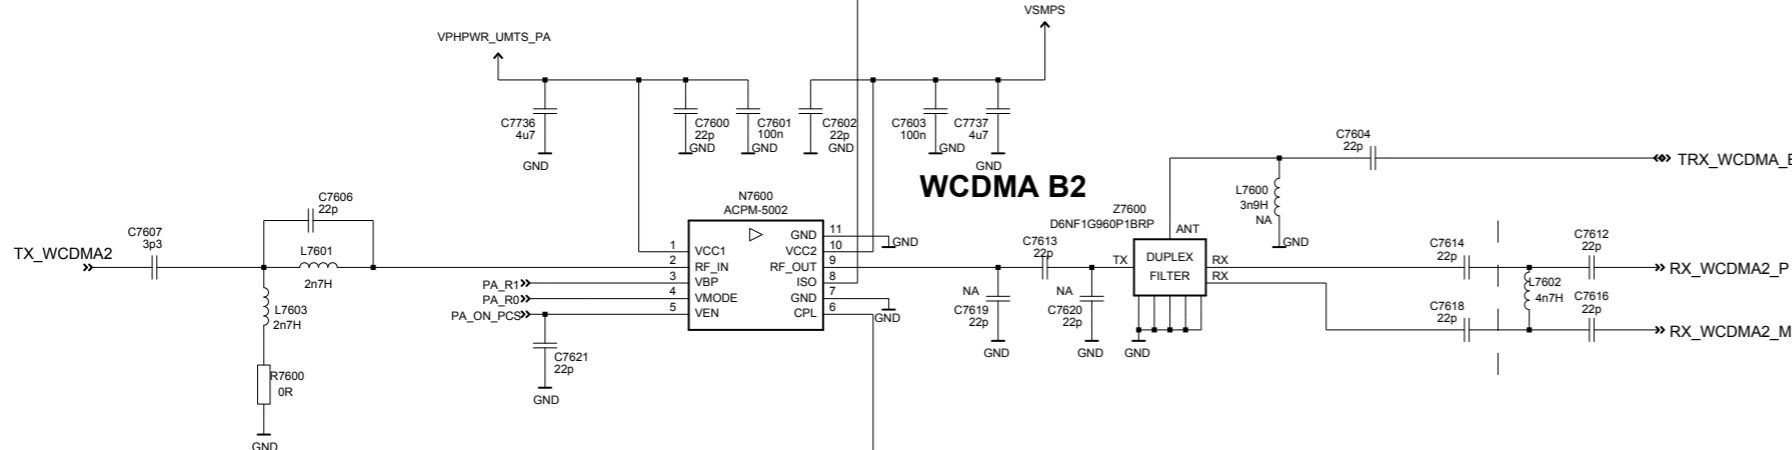 VSMPS
VPHPWR_UMTS_PA
C7736
4u7
GND
C7600
22p
GND
C7601
100n
GND
C7602
22p
GND
C7603
100n
GND
C7737
4u7
GND
WCDMA B2
C7604
22p
TRX_WCDMA_
L7600
3n9H
NA
GND
C7606
22p
N7600
ACPM-5002
Z7600
D6NF1G960P1BRP
ANT
TX_WCDMA2
C7607
3p3
L7601
2n7H
L7603
2n7H
R7600
0R
GND
PA_R1
PA_R0
PA_ON_PCS
C7621
22p
GND
1 VCC1
2 RF_IN
3 VBP
4 VMODE
5 VEN
GND 11
VCC2 10
RF_OUT 9
ISO 8
GND 7
CPL 6
GND
GND
C7613
22p
NA
C7619
22p
GND
NA
C7620
22p
GND
TX
DUPLEX
FILTER
RX
RX
GND
C7614
22p
C7612
22p
RX_WCDMA2_P
L7602
4n7H
C7618
22p
C7616
22p
RX_WCDMA2_M